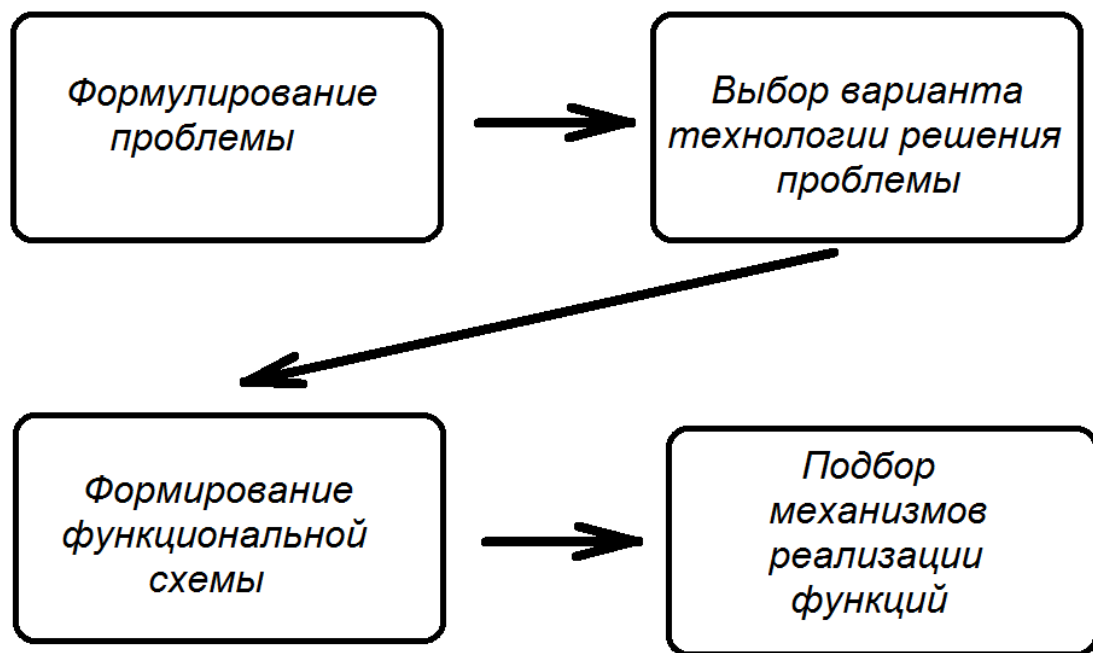 Формулирование
проблемы
Выбор варианта
технологии решения
проблемы
Формирование
функциональной
схемы
Подбор
механизмов
реализации
функций